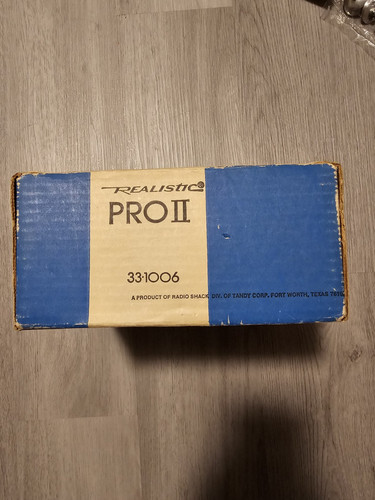 REALISTIC
PRO II
33-1006
A PRODUCT OF RADIO SHACK DIV. OF TANDY CORP., FORT WORTH, TEXAS